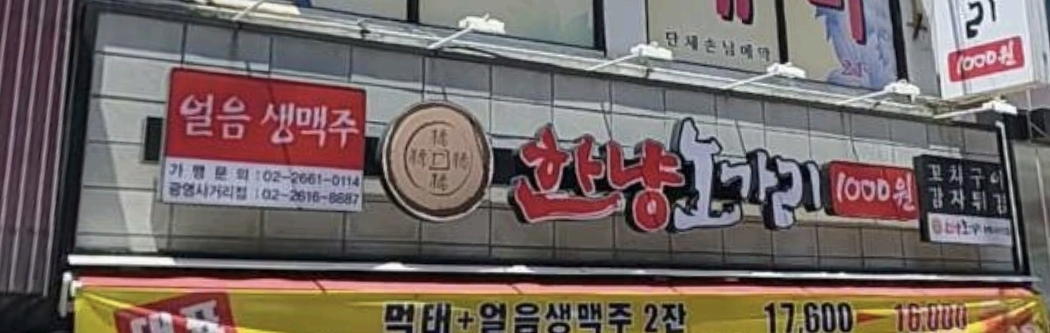 단체손님예약
2F
1000원
얼음 생맥주
가 맹 문 의 : 02-2661-0114
광명사거리점 : 02-2616-8887
한냥노가리 1000원
꼬치구이
감자튀김
먹태+얼음생맥주 2잔 17,600 16,000